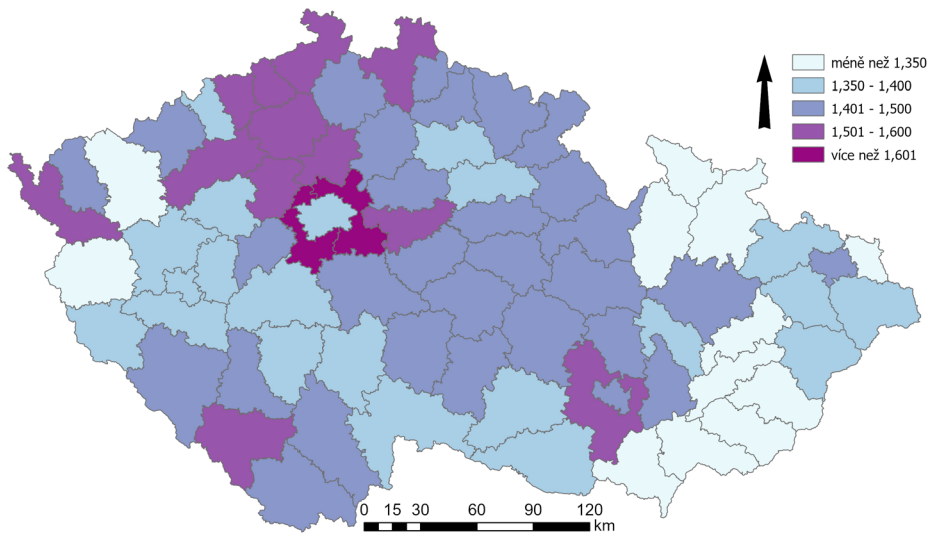 méně než 1,350
1,350 - 1,400
1,401 - 1,500
1,501 - 1,600
více než 1,601
0 15 30 60 90 120
km